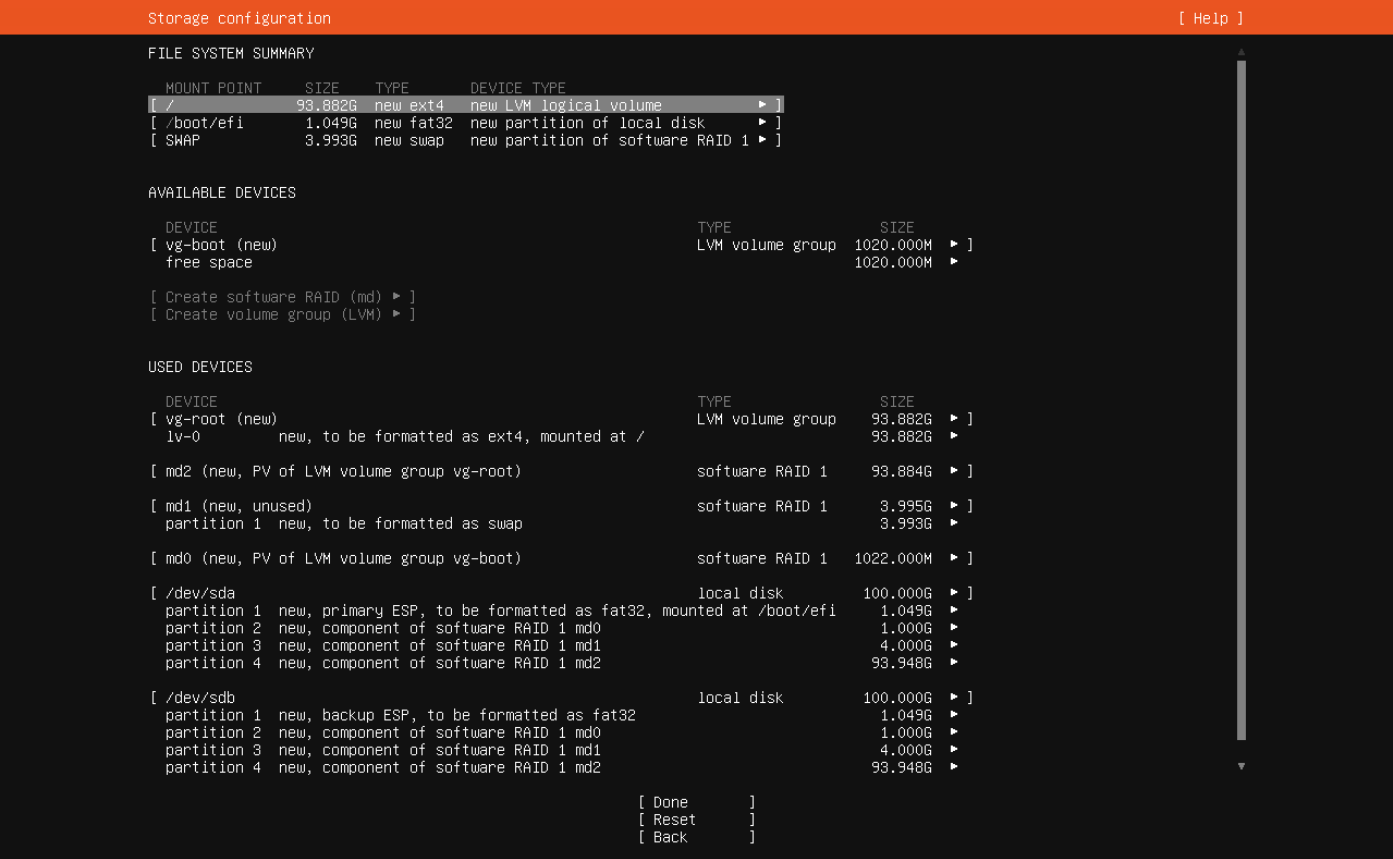 Storage configuration [ Help ]
FILE SYSTEM SUMMARY
MOUNT POINT SIZE TYPE DEVICE TYPE
[ / 93.882G new ext4 new LVM logical volume ▸ ]
[ /boot/efi 1.049G new fat32 new partition of local disk ▸ ]
[ SWAP 3.993G new swap new partition of software RAID 1 ▸ ]
AVAILABLE DEVICES
DEVICE TYPE SIZE
[ vg-boot (new) LVM volume group 1020.000M ▸ ]
free space 1020.000M ▸
[ Create software RAID (md) ▸ ]
[ Create volume group (LVM) ▸ ]
USED DEVICES
DEVICE TYPE SIZE
[ vg-root (new) LVM volume group 93.882G ▸ ]
lv-0 new, to be formatted as ext4, mounted at / 93.882G ▸
[ md2 (new, PV of LVM volume group vg-root) software RAID 1 93.884G ▸ ]
[ md1 (new, unused) software RAID 1 3.995G ▸ ]
partition 1 new, to be formatted as swap 3.993G ▸
[ md0 (new, PV of LVM volume group vg-boot) software RAID 1 1022.000M ▸ ]
[ /dev/sda local disk 100.000G ▸ ]
partition 1 new, primary ESP, to be formatted as fat32, mounted at /boot/efi 1.049G ▸
partition 2 new, component of software RAID 1 md0 1.000G ▸
partition 3 new, component of software RAID 1 md1 4.000G ▸
partition 4 new, component of software RAID 1 md2 93.948G ▸
[ /dev/sdb local disk 100.000G ▸ ]
partition 1 new, backup ESP, to be formatted as fat32 1.049G ▸
partition 2 new, component of software RAID 1 md0 1.000G ▸
partition 3 new, component of software RAID 1 md1 4.000G ▸
partition 4 new, component of software RAID 1 md2 93.948G ▸
[ Done ]
[ Reset ]
[ Back ]